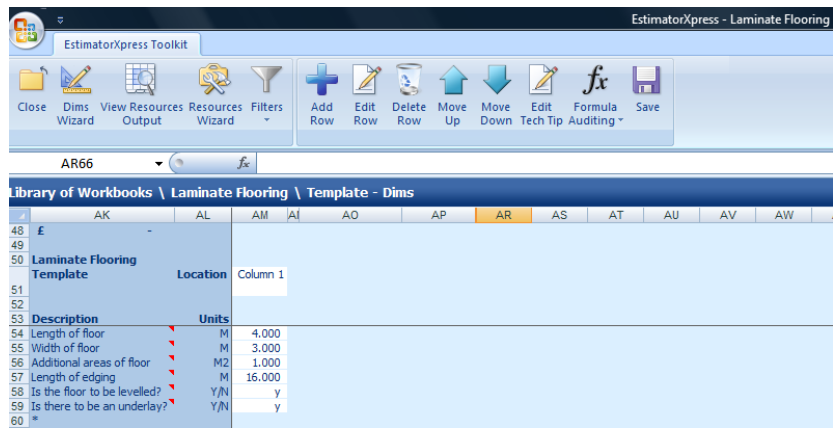 EstimatorXpress - Laminate Flooring
EstimatorXpress Toolkit
Close Dims Wizard View Resources Output Resources Wizard Filters Add Row Edit Row Delete Row Move Up Move Down Edit Tech Tip Formula Auditing Save
AR66 fx
Library of Workbooks \ Laminate Flooring \ Template - Dims
AK AL AM AO AP AR AS AT AU AV AW
48 £ -
49
50 Laminate Flooring
51 Template Location Column 1
52
53 Description Units
54 Length of floor M 4.000
55 Width of floor M 3.000
56 Additional areas of floor M2 1.000
57 Length of edging M 16.000
58 Is the floor to be levelled? Y/N y
59 Is there to be an underlay? Y/N y
60 *